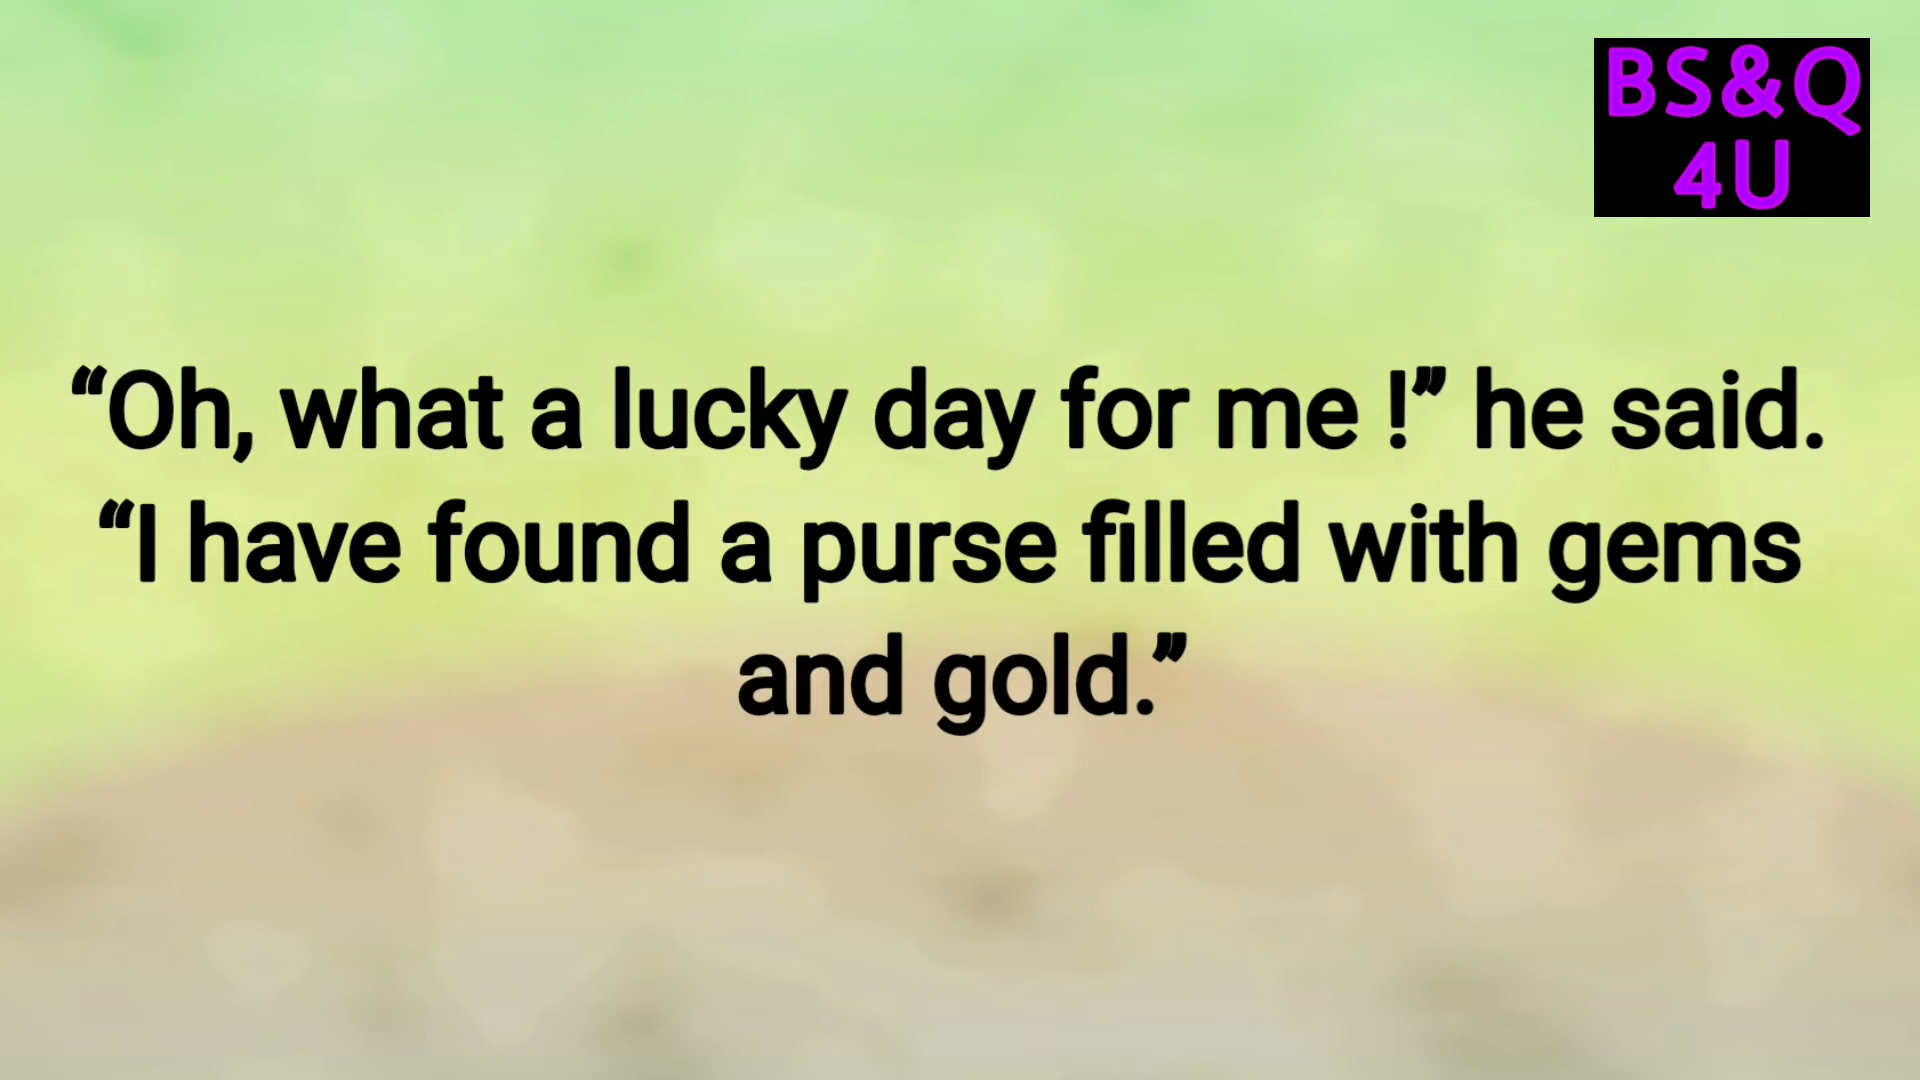 BS&Q
4U
“Oh, what a lucky day for me !” he said.
“I have found a purse filled with gems
and gold.”